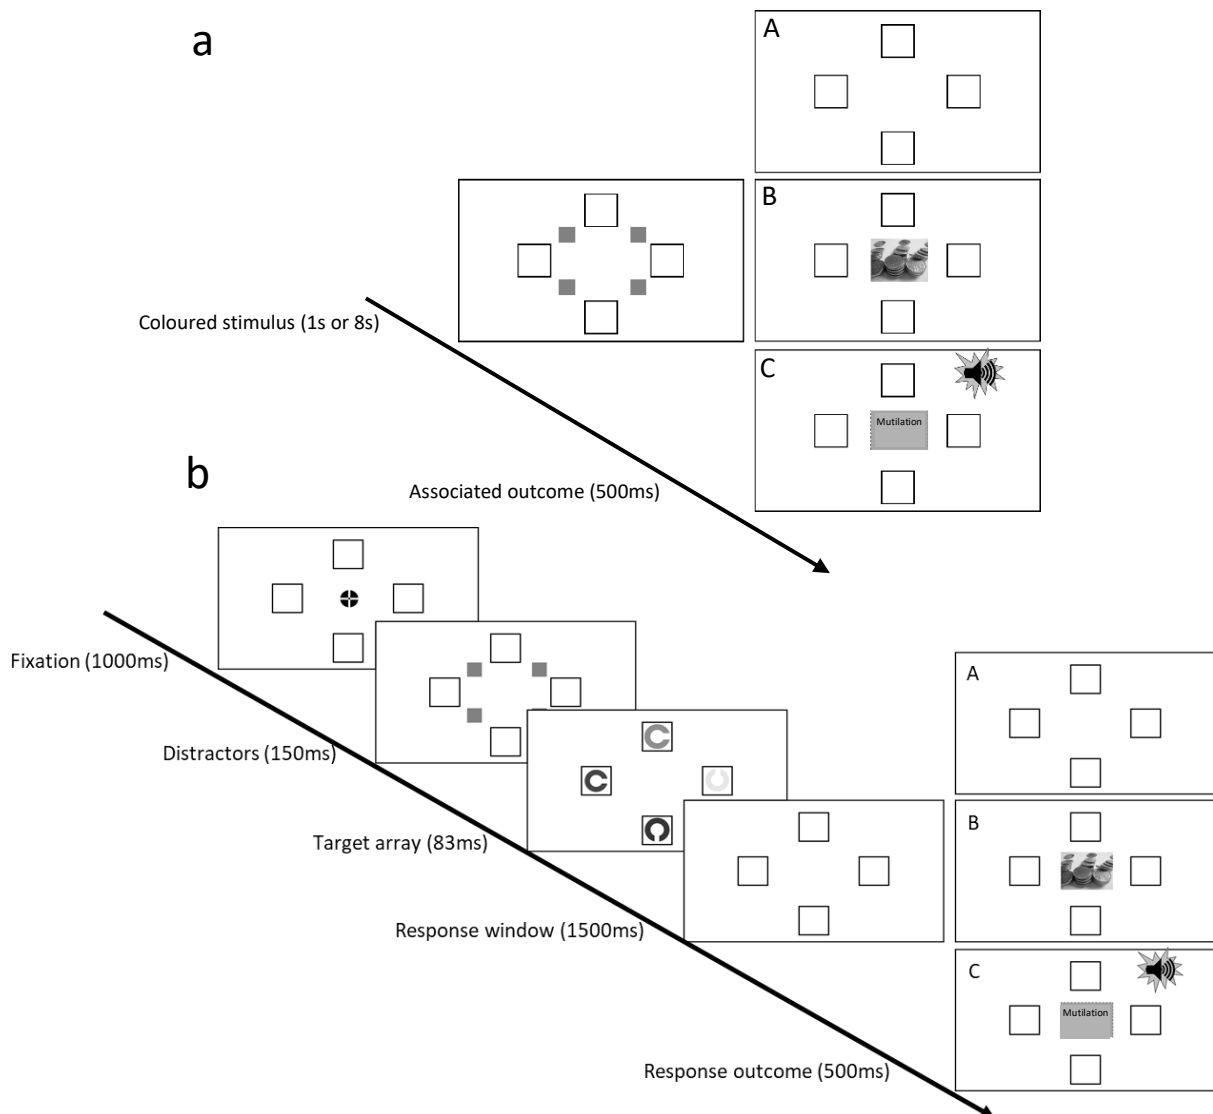 a
A
B
Coloured stimulus (1s or 8s)
C
Mutilation
Associated outcome (500ms)
b
Fixation (1000ms)
Distractors (150ms)
Target array (83ms)
Response window (1500ms)
Response outcome (500ms)
A
B
C
Mutilation